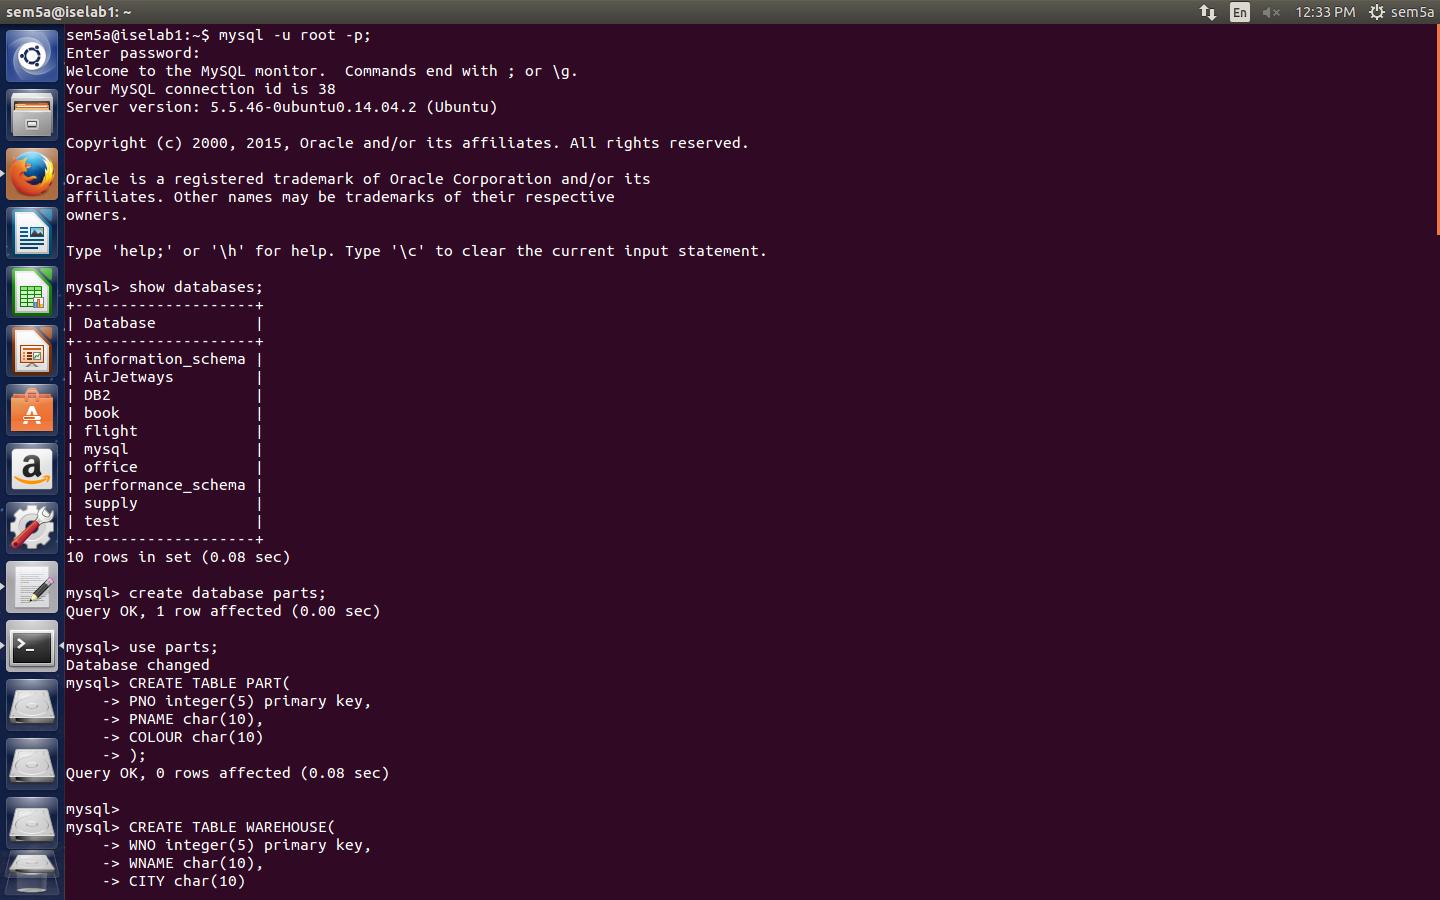 sem5a@iselab1: ~
En
12:33 PM
sem5a
sem5a@iselab1:~$ mysql -u root -p;
Enter password:
Welcome to the MySQL monitor.  Commands end with ; or \g.
Your MySQL connection id is 38
Server version: 5.5.46-0ubuntu0.14.04.2 (Ubuntu)
Copyright (c) 2000, 2015, Oracle and/or its affiliates. All rights reserved.
Oracle is a registered trademark of Oracle Corporation and/or its
affiliates. Other names may be trademarks of their respective
owners.
Type 'help;' or '\h' for help. Type '\c' to clear the current input statement.
mysql> show databases;
+--------------------+
| Database           |
+--------------------+
| information_schema |
| AirJetways         |
| DB2                |
| book               |
| flight             |
| mysql              |
| office             |
| performance_schema |
| supply             |
| test               |
+--------------------+
10 rows in set (0.08 sec)
mysql> create database parts;
Query OK, 1 row affected (0.00 sec)
mysql> use parts;
Database changed
mysql> CREATE TABLE PART(
    -> PNO integer(5) primary key,
    -> PNAME char(10),
    -> COLOUR char(10)
    -> );
Query OK, 0 rows affected (0.08 sec)
mysql>
mysql> CREATE TABLE WAREHOUSE(
    -> WNO integer(5) primary key,
    -> WNAME char(10),
    -> CITY char(10)